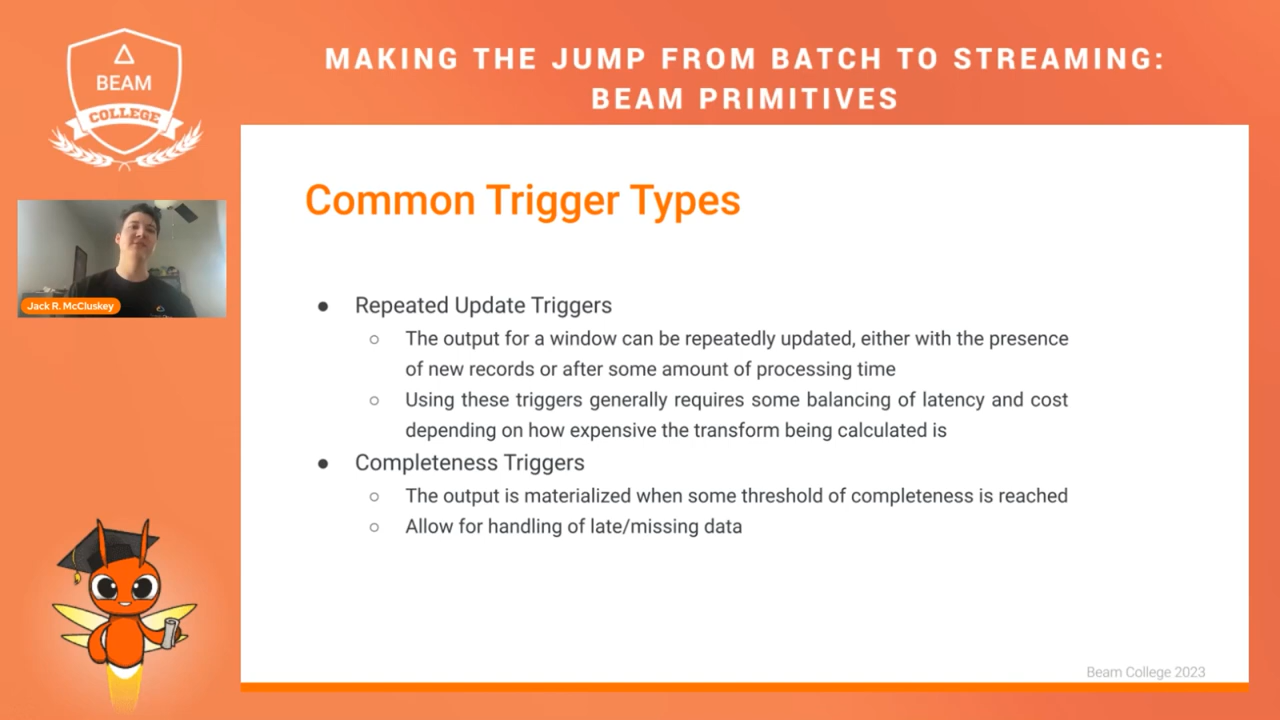 BEAM
COLLEGE
MAKING THE JUMP FROM BATCH TO STREAMING:
BEAM PRIMITIVES
Jack R. McCluskey
Common Trigger Types
● Repeated Update Triggers
○ The output for a window can be repeatedly updated, either with the presence
of new records or after some amount of processing time
○ Using these triggers generally requires some balancing of latency and cost
depending on how expensive the transform being calculated is
● Completeness Triggers
○ The output is materialized when some threshold of completeness is reached
○ Allow for handling of late/missing data
Beam College 2023